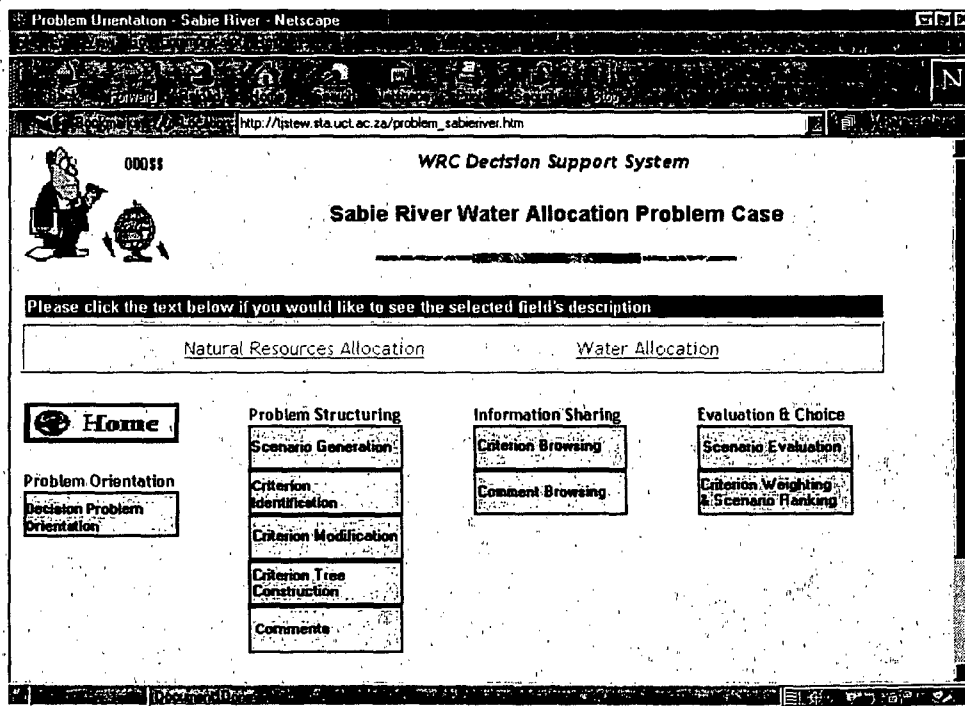 Problem Orientation - Sabie River - Netscape
Forward
Stop
http://tjstew.sta.uct.ac.za/problem_sabieriver.htm
N
000$$
WRC Decision Support System
Sabie River Water Allocation Problem Case
Please click the text below if you would like to see the selected field's description
Natural Resources Allocation
Water Allocation
Home
Problem Orientation
Decision Problem
Orientation
Problem Structuring
Scenario Generation
Criterion
Identification
Criterion Modification
Criterion Tree
Construction
Comments
Information Sharing
Criterion Browsing
Comment Browsing
Evaluation & Choice
Scenario Evaluation
Criterion Weighting
& Scenario Ranking